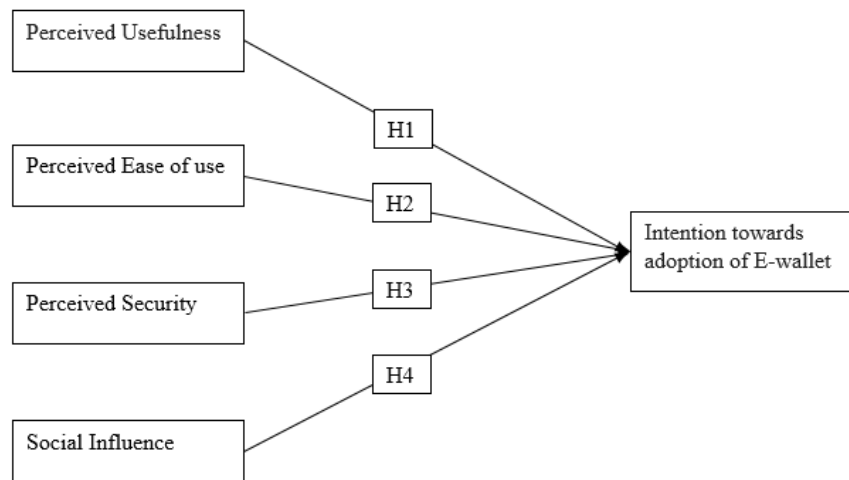 Perceived Usefulness
H1
Perceived Ease of use
H2
Intention towards
adoption of E-wallet
Perceived Security
H3
H4
Social Influence